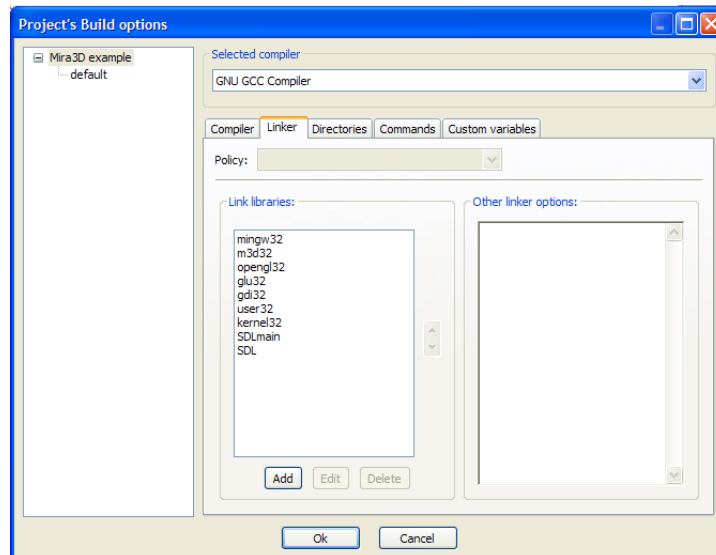 Project's Build options
Mira3D example
default
Selected compiler
GNU GCC Compiler
Compiler Linker Directories Commands Custom variables
Policy:
Link libraries:
Other linker options:
mingw32
m3d32
opengl32
glu32
gdi32
user32
kernel32
SDLmain
SDL
Add Edit Delete
Ok Cancel